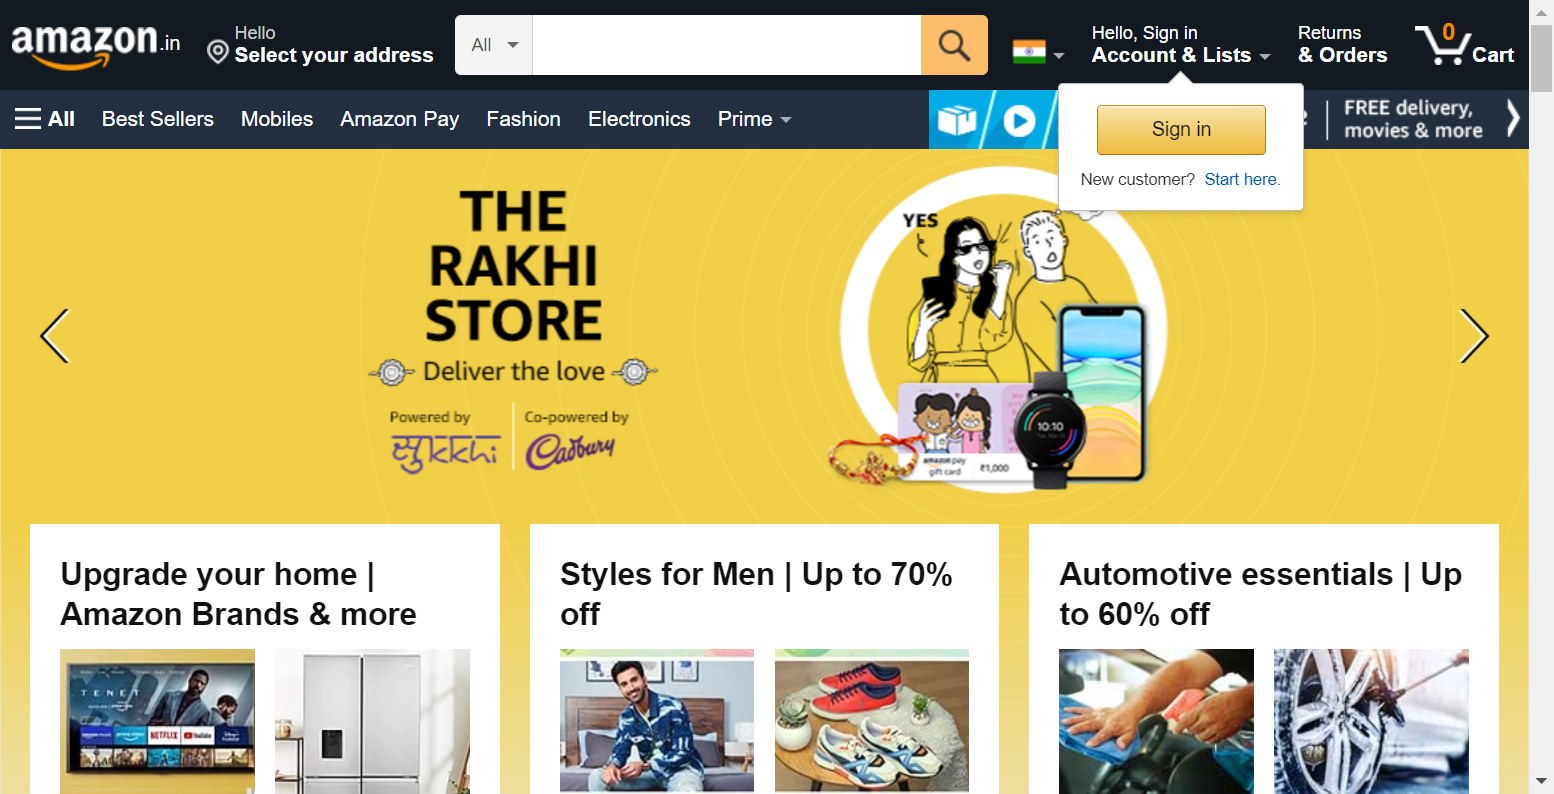 amazon.in
Hello
Select your address
All
Hello, Sign in
Account & Lists
Returns
& Orders
0
Cart
All
Best Sellers
Mobiles
Amazon Pay
Fashion
Electronics
Prime
FREE delivery,
movies & more
Sign in
New customer? Start here.
THE
RAKHI
STORE
Deliver the love
Powered by
सुkkhi
Co-powered by
Cadbury
YES
10:10
amazon pay
gift card
₹1,000
Upgrade your home |
Amazon Brands & more
Styles for Men | Up to 70%
off
Automotive essentials | Up
to 60% off
TENET
prime video
NETFLIX
YouTube